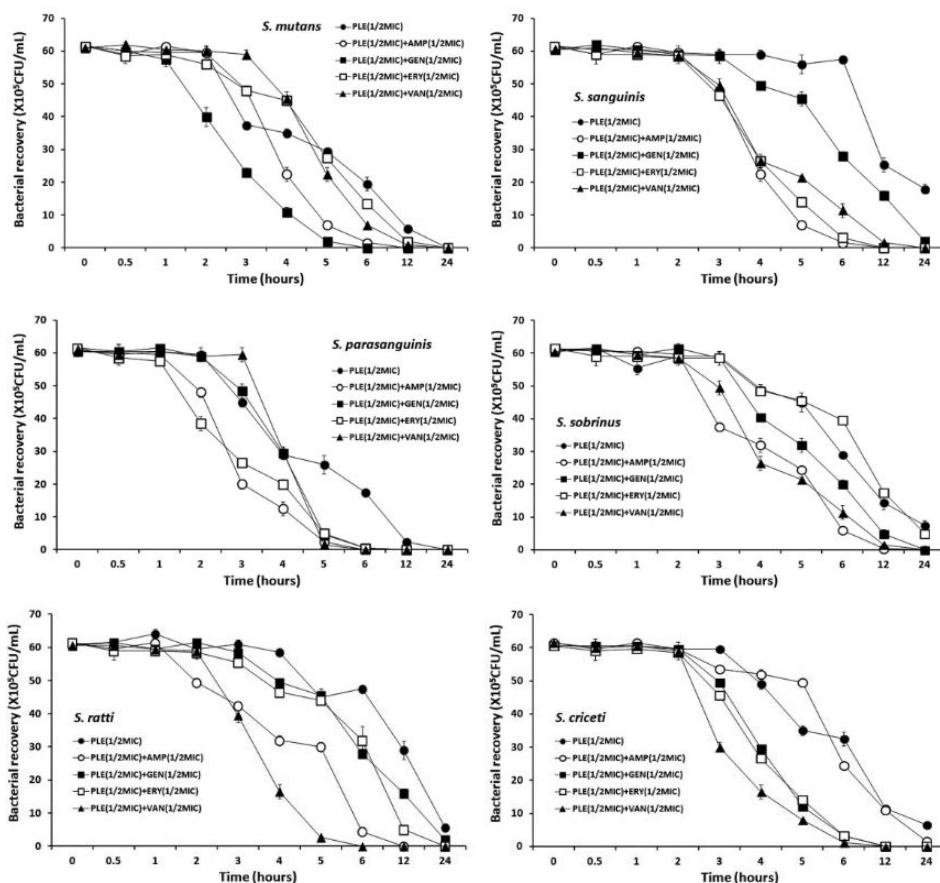 S. mutans
PLE(1/2MIC)
PLE(1/2MIC)+AMP(1/2MIC)
PLE(1/2MIC)+GEN(1/2MIC)
PLE(1/2MIC)+ERY(1/2MIC)
PLE(1/2MIC)+VAN(1/2MIC)
Bacterial recovery (X10⁵CFU/mL)
70
60
50
40
30
20
10
0
0 0.5 1 2 3 4 5 6 12 24
Time (hours)
S. sanguinis
PLE(1/2MIC)
PLE(1/2MIC)+AMP(1/2MIC)
PLE(1/2MIC)+GEN(1/2MIC)
PLE(1/2MIC)+ERY(1/2MIC)
PLE(1/2MIC)+VAN(1/2MIC)
Bacterial recovery (X10⁵CFU/mL)
70
60
50
40
30
20
10
0
0 0.5 1 2 3 4 5 6 12 24
Time (hours)
S. parasanguinis
PLE(1/2MIC)
PLE(1/2MIC)+AMP(1/2MIC)
PLE(1/2MIC)+GEN(1/2MIC)
PLE(1/2MIC)+ERY(1/2MIC)
PLE(1/2MIC)+VAN(1/2MIC)
Bacterial recovery (X10⁵CFU/mL)
70
60
50
40
30
20
10
0
0 0.5 1 2 3 4 5 6 12 24
Time (hours)
S. sobrinus
PLE(1/2MIC)
PLE(1/2MIC)+AMP(1/2MIC)
PLE(1/2MIC)+GEN(1/2MIC)
PLE(1/2MIC)+ERY(1/2MIC)
PLE(1/2MIC)+VAN(1/2MIC)
Bacterial recovery (X10⁵CFU/mL)
70
60
50
40
30
20
10
0
0 0.5 1 2 3 4 5 6 12 24
Time (hours)
S. ratti
PLE(1/2MIC)
PLE(1/2MIC)+AMP(1/2MIC)
PLE(1/2MIC)+GEN(1/2MIC)
PLE(1/2MIC)+ERY(1/2MIC)
PLE(1/2MIC)+VAN(1/2MIC)
Bacterial recovery (X10⁵CFU/mL)
70
60
50
40
30
20
10
0
0 0.5 1 2 3 4 5 6 12 24
Time (hours)
S. criceti
PLE(1/2MIC)
PLE(1/2MIC)+AMP(1/2MIC)
PLE(1/2MIC)+GEN(1/2MIC)
PLE(1/2MIC)+ERY(1/2MIC)
PLE(1/2MIC)+VAN(1/2MIC)
Bacterial recovery (X10⁵CFU/mL)
70
60
50
40
30
20
10
0
0 0.5 1 2 3 4 5 6 12 24
Time (hours)